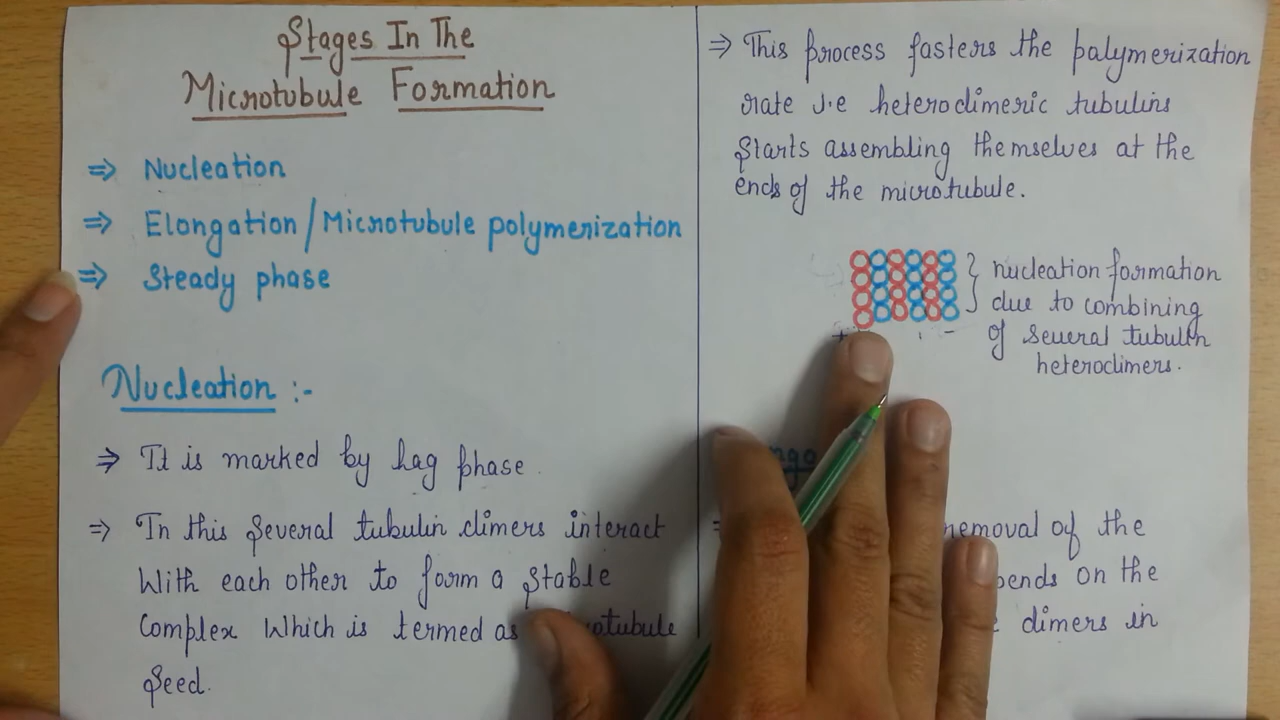 Stages In The
Microtubule Formation
⇒ Nucleation
⇒ Elongation/Microtubule polymerization
⇒ Steady phase
Nucleation :-
⇒ It is marked by lag phase.
⇒ In this several tubulin dimers interact
With each other to form a stable
Complex Which is termed as
seed.
⇒ This process fasters the polymerization
rate i.e heterodimeric tubulins
starts assembling themselves at the
ends of the microtubule.
+ -
nucleation formation
due to combining
of several tubulin
heterodimers.
removal of the
on the
dimers in